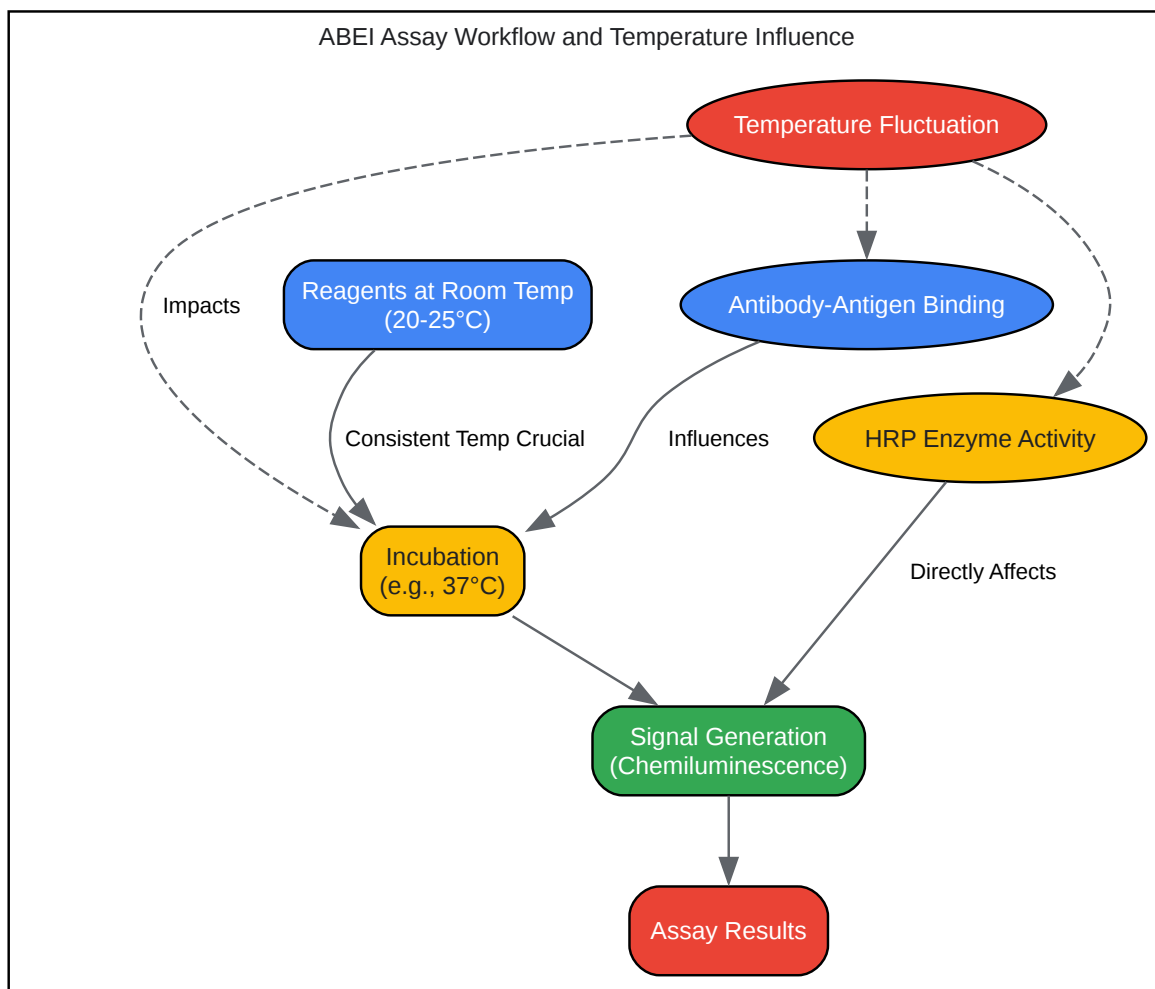 ABEI Assay Workflow and Temperature Influence
Temperature Fluctuation
Impacts
Reagents at Room Temp
(20-25°C)
Antibody-Antigen Binding
Consistent Temp Crucial
Influences
HRP Enzyme Activity
Incubation
(e.g., 37°C)
Directly Affects
Signal Generation
(Chemiluminescence)
Assay Results